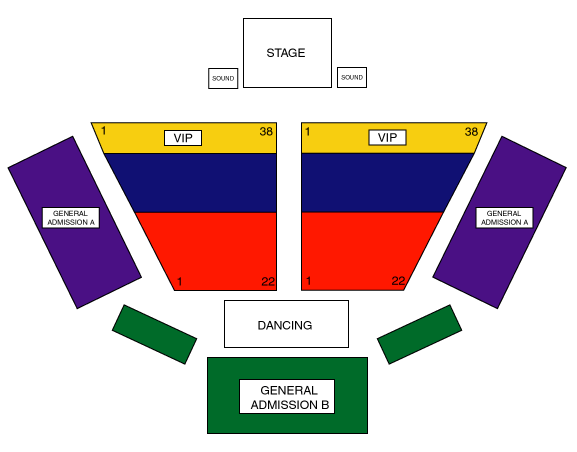 STAGE
SOUND
SOUND
1
38
VIP
1
38
VIP
GENERAL
ADMISSION A
GENERAL
ADMISSION A
1
22
1
22
DANCING
GENERAL
ADMISSION B